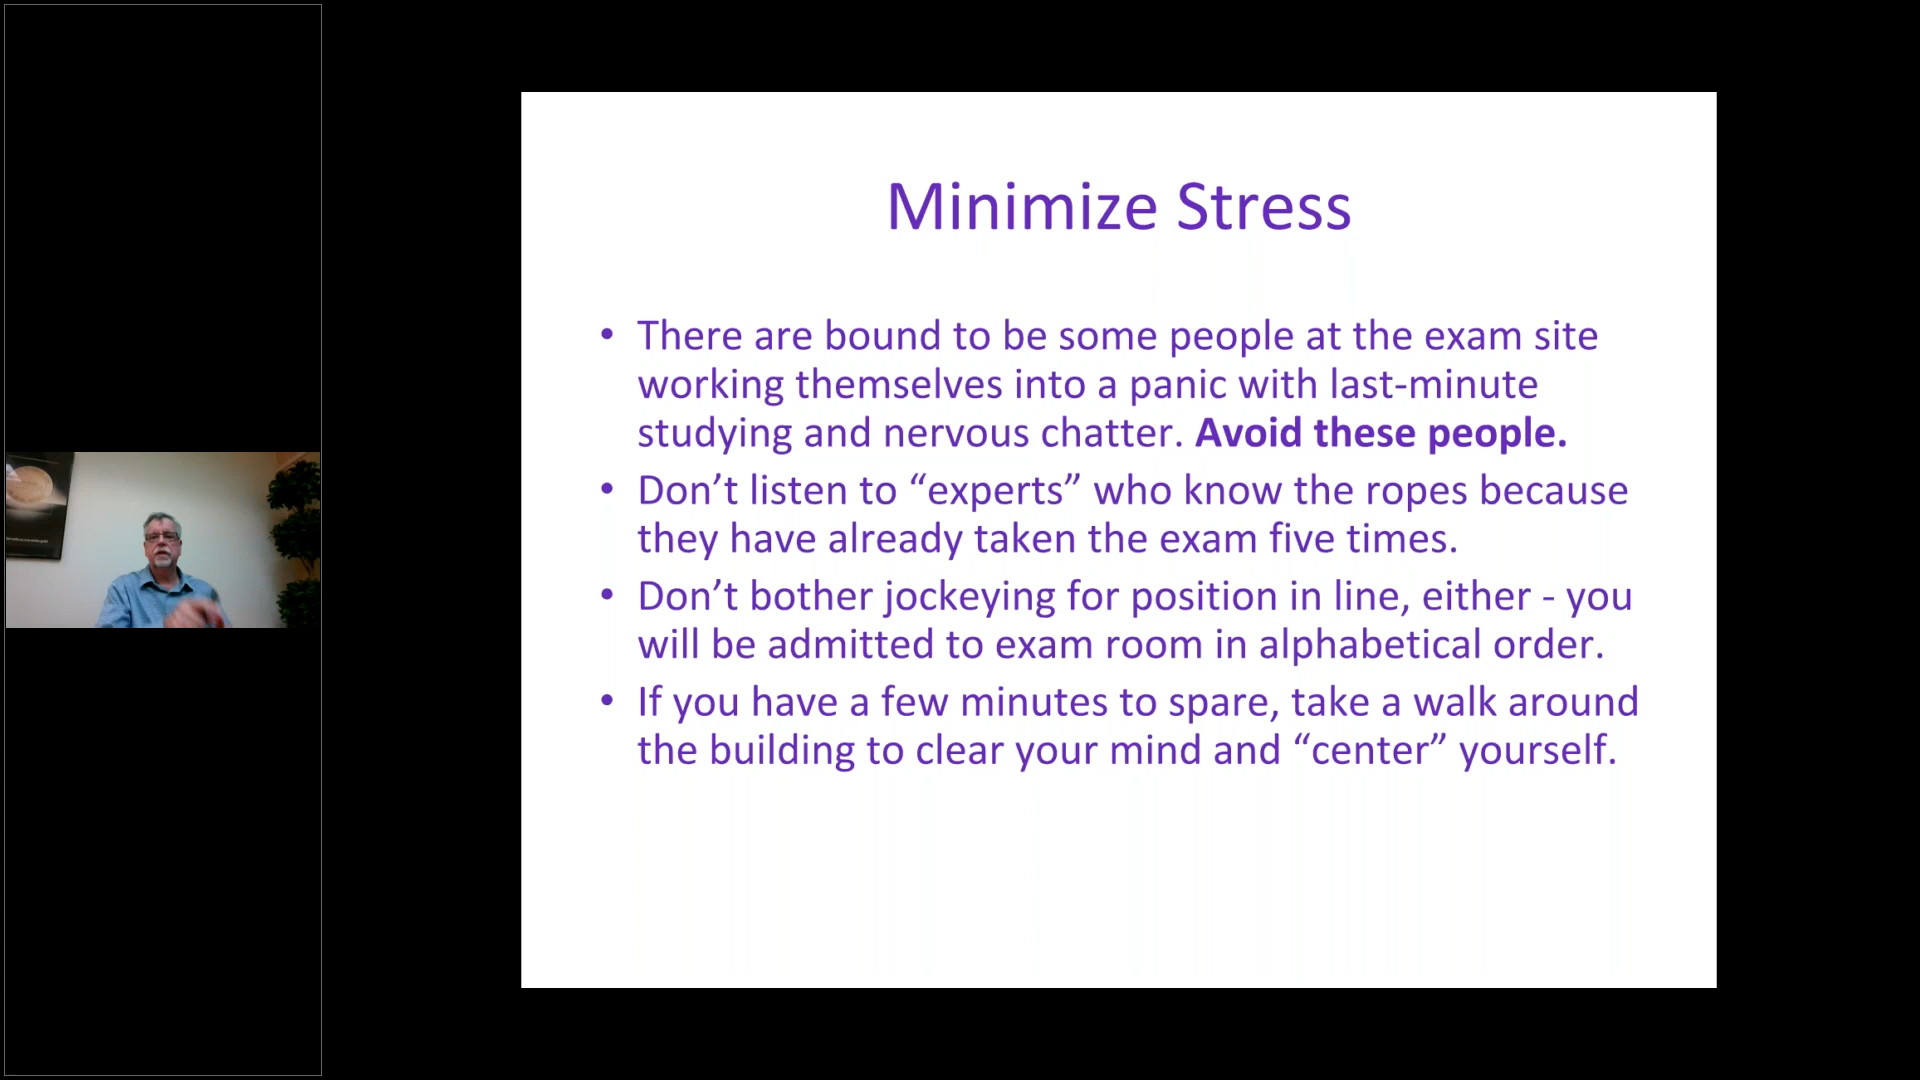 Minimize Stress
• There are bound to be some people at the exam site
working themselves into a panic with last-minute
studying and nervous chatter. Avoid these people.
• Don’t listen to “experts” who know the ropes because
they have already taken the exam five times.
• Don’t bother jockeying for position in line, either - you
will be admitted to exam room in alphabetical order.
• If you have a few minutes to spare, take a walk around
the building to clear your mind and “center” yourself.